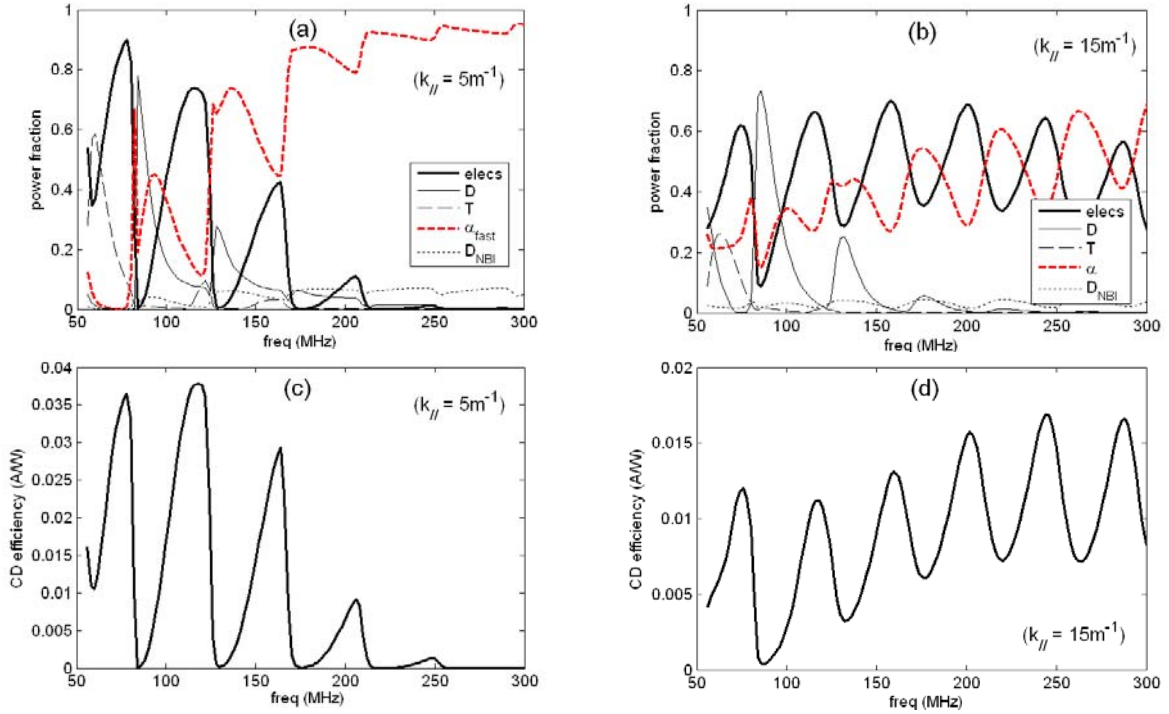 (a)
(k// = 5m-1)
power fraction
1
0.8
0.6
0.4
0.2
0
elecs
D
T
αfast
DNBI
50 100 150 200 250 300
freq (MHz)
(b)
(k// = 15m-1)
power fraction
1
0.8
0.6
0.4
0.2
0
elecs
D
T
α
DNBI
50 100 150 200 250 300
freq (MHz)
(c)
(k// = 5m-1)
CD efficiency (A/W)
0.04
0.035
0.03
0.025
0.02
0.015
0.01
0.005
0
50 100 150 200 250 300
freq (MHz)
(d)
CD efficiency (A/W)
0.02
0.015
0.01
0.005
0
(k// = 15m-1)
50 100 150 200 250 300
freq (MHz)